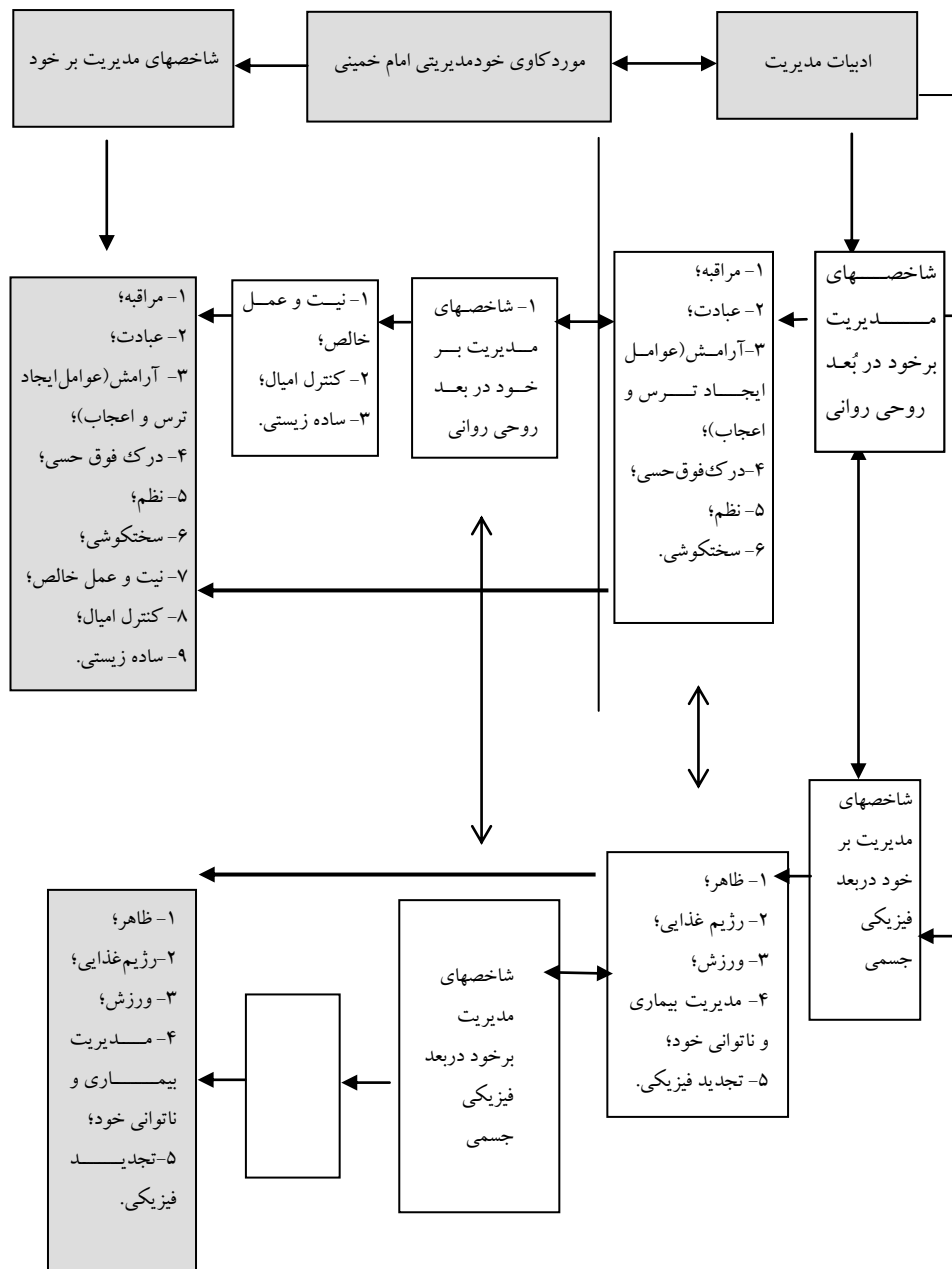 ادبیات مدیریت
موردکاوی خودمدیریتی امام خمینی
شاخصهای مدیریت بر خود
شاخصهای
مدیریت
برخود در بُعد
روحی روانی
۱- مراقبه؛
۲- عبادت؛
۳-آرامش(عوامل
ایجاد ترس و
اعجاب)؛
۴-درک‌فوق‌حسی؛
۵- نظم؛
۶- سختکوشی.
۱- شاخصهای
مدیریت بر
خود در بعد
روحی روانی
۱- نیت و عمل
خالص؛
۲- کنترل امیال؛
۳- ساده زیستی.
۱- مراقبه؛
۲- عبادت؛
۳- آرامش(عوامل‌ایجاد
ترس و اعجاب)؛
۴- درک فوق حسی؛
۵- نظم؛
۶- سختکوشی؛
۷- نیت و عمل خالص؛
۸- کنترل امیال؛
۹- ساده زیستی.
شاخصهای
مدیریت بر
خود دربعد
فیزیکی
جسمی
۱- ظاهر؛
۲- رژیم غذایی؛
۳- ورزش؛
۴- مدیریت بیماری
و ناتوانی خود؛
۵- تجدید فیزیکی.
شاخصهای
مدیریت
برخود دربعد
فیزیکی
جسمی
۱- ظاهر؛
۲-رژیم‌غذایی؛
۳- ورزش؛
۴- مدیریت
بیماری و
ناتوانی خود؛
۵-تجدید
فیزیکی.